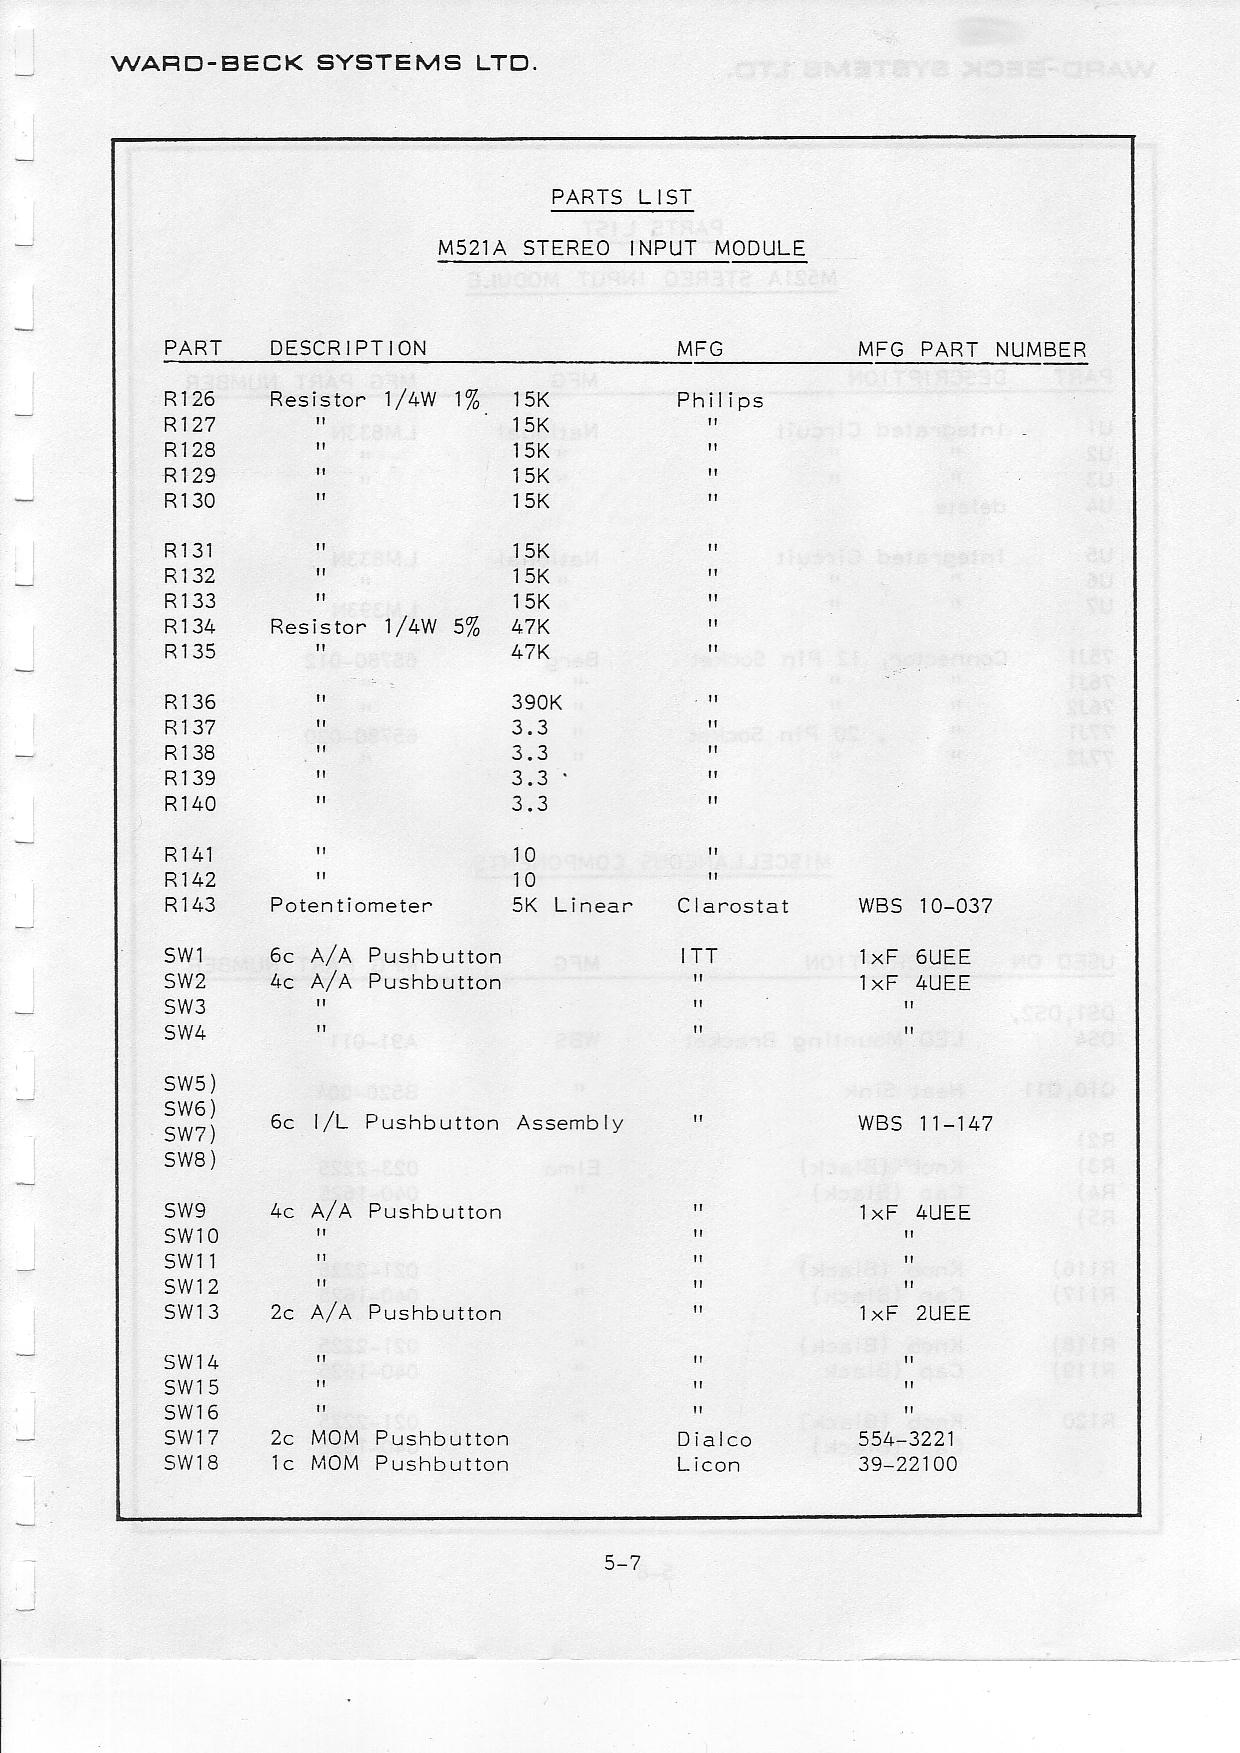 WARD-BECK SYSTEMS LTD.
PARTS LIST
M521A STEREO INPUT MODULE
PART DESCRIPTION MFG MFG PART NUMBER
R126 Resistor 1/4W 1% 15K Philips
R127 " 15K "
R128 " 15K "
R129 " 15K "
R130 " 15K "
R131 " 15K "
R132 " 15K "
R133 " 15K "
R134 Resistor 1/4W 5% 47K "
R135 " 47K "
R136 " 390K "
R137 " 3.3 "
R138 " 3.3 "
R139 " 3.3 "
R140 " 3.3 "
R141 " 10 "
R142 " 10 "
R143 Potentiometer 5K Linear Clarostat WBS 10-037
SW1 6c A/A Pushbutton ITT 1xF 6UEE
SW2 4c A/A Pushbutton " 1xF 4UEE
SW3 " " "
SW4 " " "
SW5)
SW6)
6c I/L Pushbutton Assembly " WBS 11-147
SW7)
SW8)
SW9 4c A/A Pushbutton " 1xF 4UEE
SW10 " " "
SW11 " " "
SW12 " " "
SW13 2c A/A Pushbutton " 1xF 2UEE
SW14 " " "
SW15 " " "
SW16 " " "
SW17 2c MOM Pushbutton Dialco 554-3221
SW18 1c MOM Pushbutton Licon 39-22100
5-7